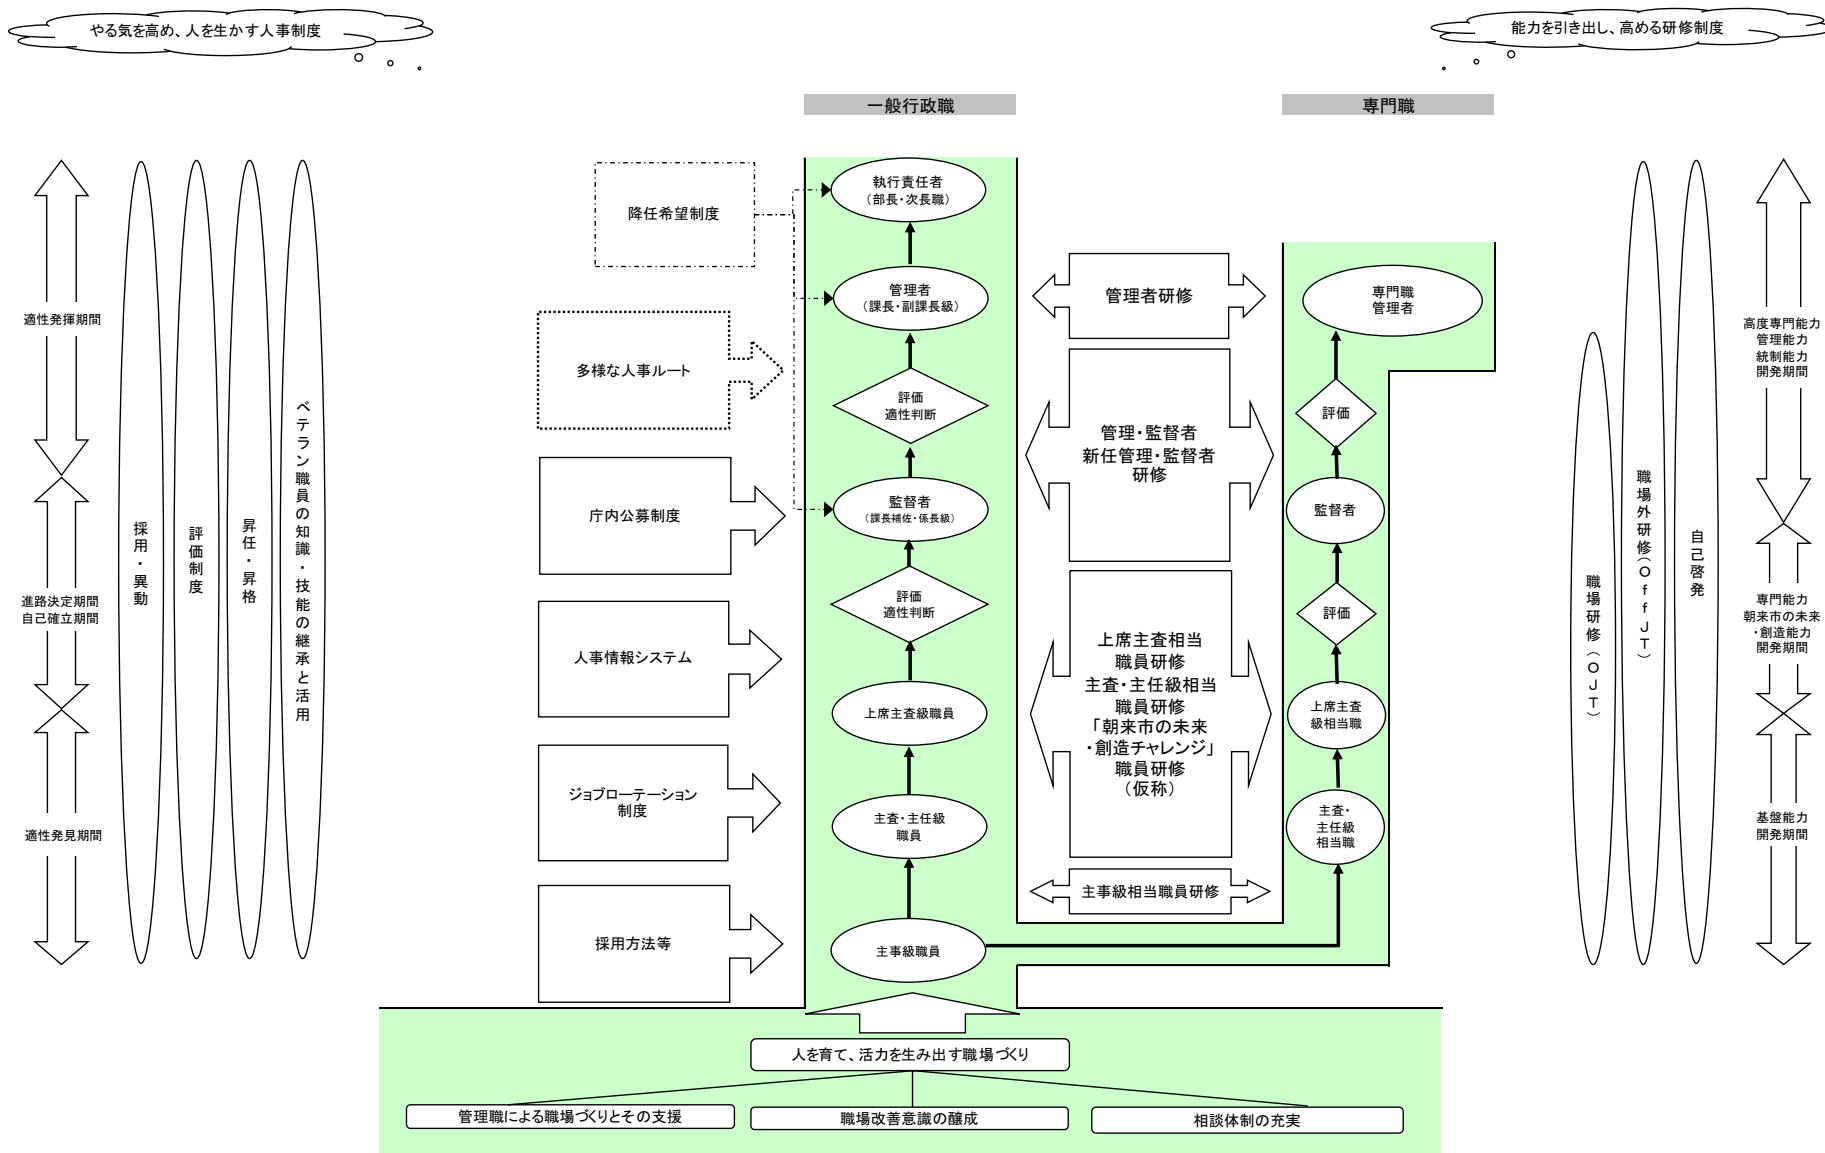 やる気を高め、人を生かす人事制度
能力を引き出し、高める研修制度
一般行政職
専門職
適性発揮期間
進路決定期間
自己確立期間
適性発見期間
採用・異動
評価制度
昇任・昇格
ベテラン職員の知識・技能の継承と活用
降任希望制度
多様な人事ルート
庁内公募制度
人事情報システム
ジョブローテーション
制度
採用方法等
執行責任者
（部長・次長職）
管理者
（課長・副課長級）
評価
適性判断
監督者
（課長補佐・係長級）
評価
適性判断
上席主査級職員
主査・主任級
職員
主事級職員
管理者研修
管理・監督者
新任管理・監督者
研修
上席主査相当
職員研修
主査・主任級相当
職員研修
「朝来市の未来
・創造チャレンジ」
職員研修
（仮称）
主事級相当職員研修
専門職
管理者
評価
監督者
評価
上席主査
級相当職
主査・
主任級
相当職
職場研修（ＯＪＴ）
職場外研修（Ｏｆｆ ＪＴ）
自己啓発
高度専門能力
管理能力
統制能力
開発期間
専門能力
朝来市の未来
・創造能力
開発期間
基盤能力
開発期間
人を育て、活力を生み出す職場づくり
管理職による職場づくりとその支援
職場改善意識の醸成
相談体制の充実